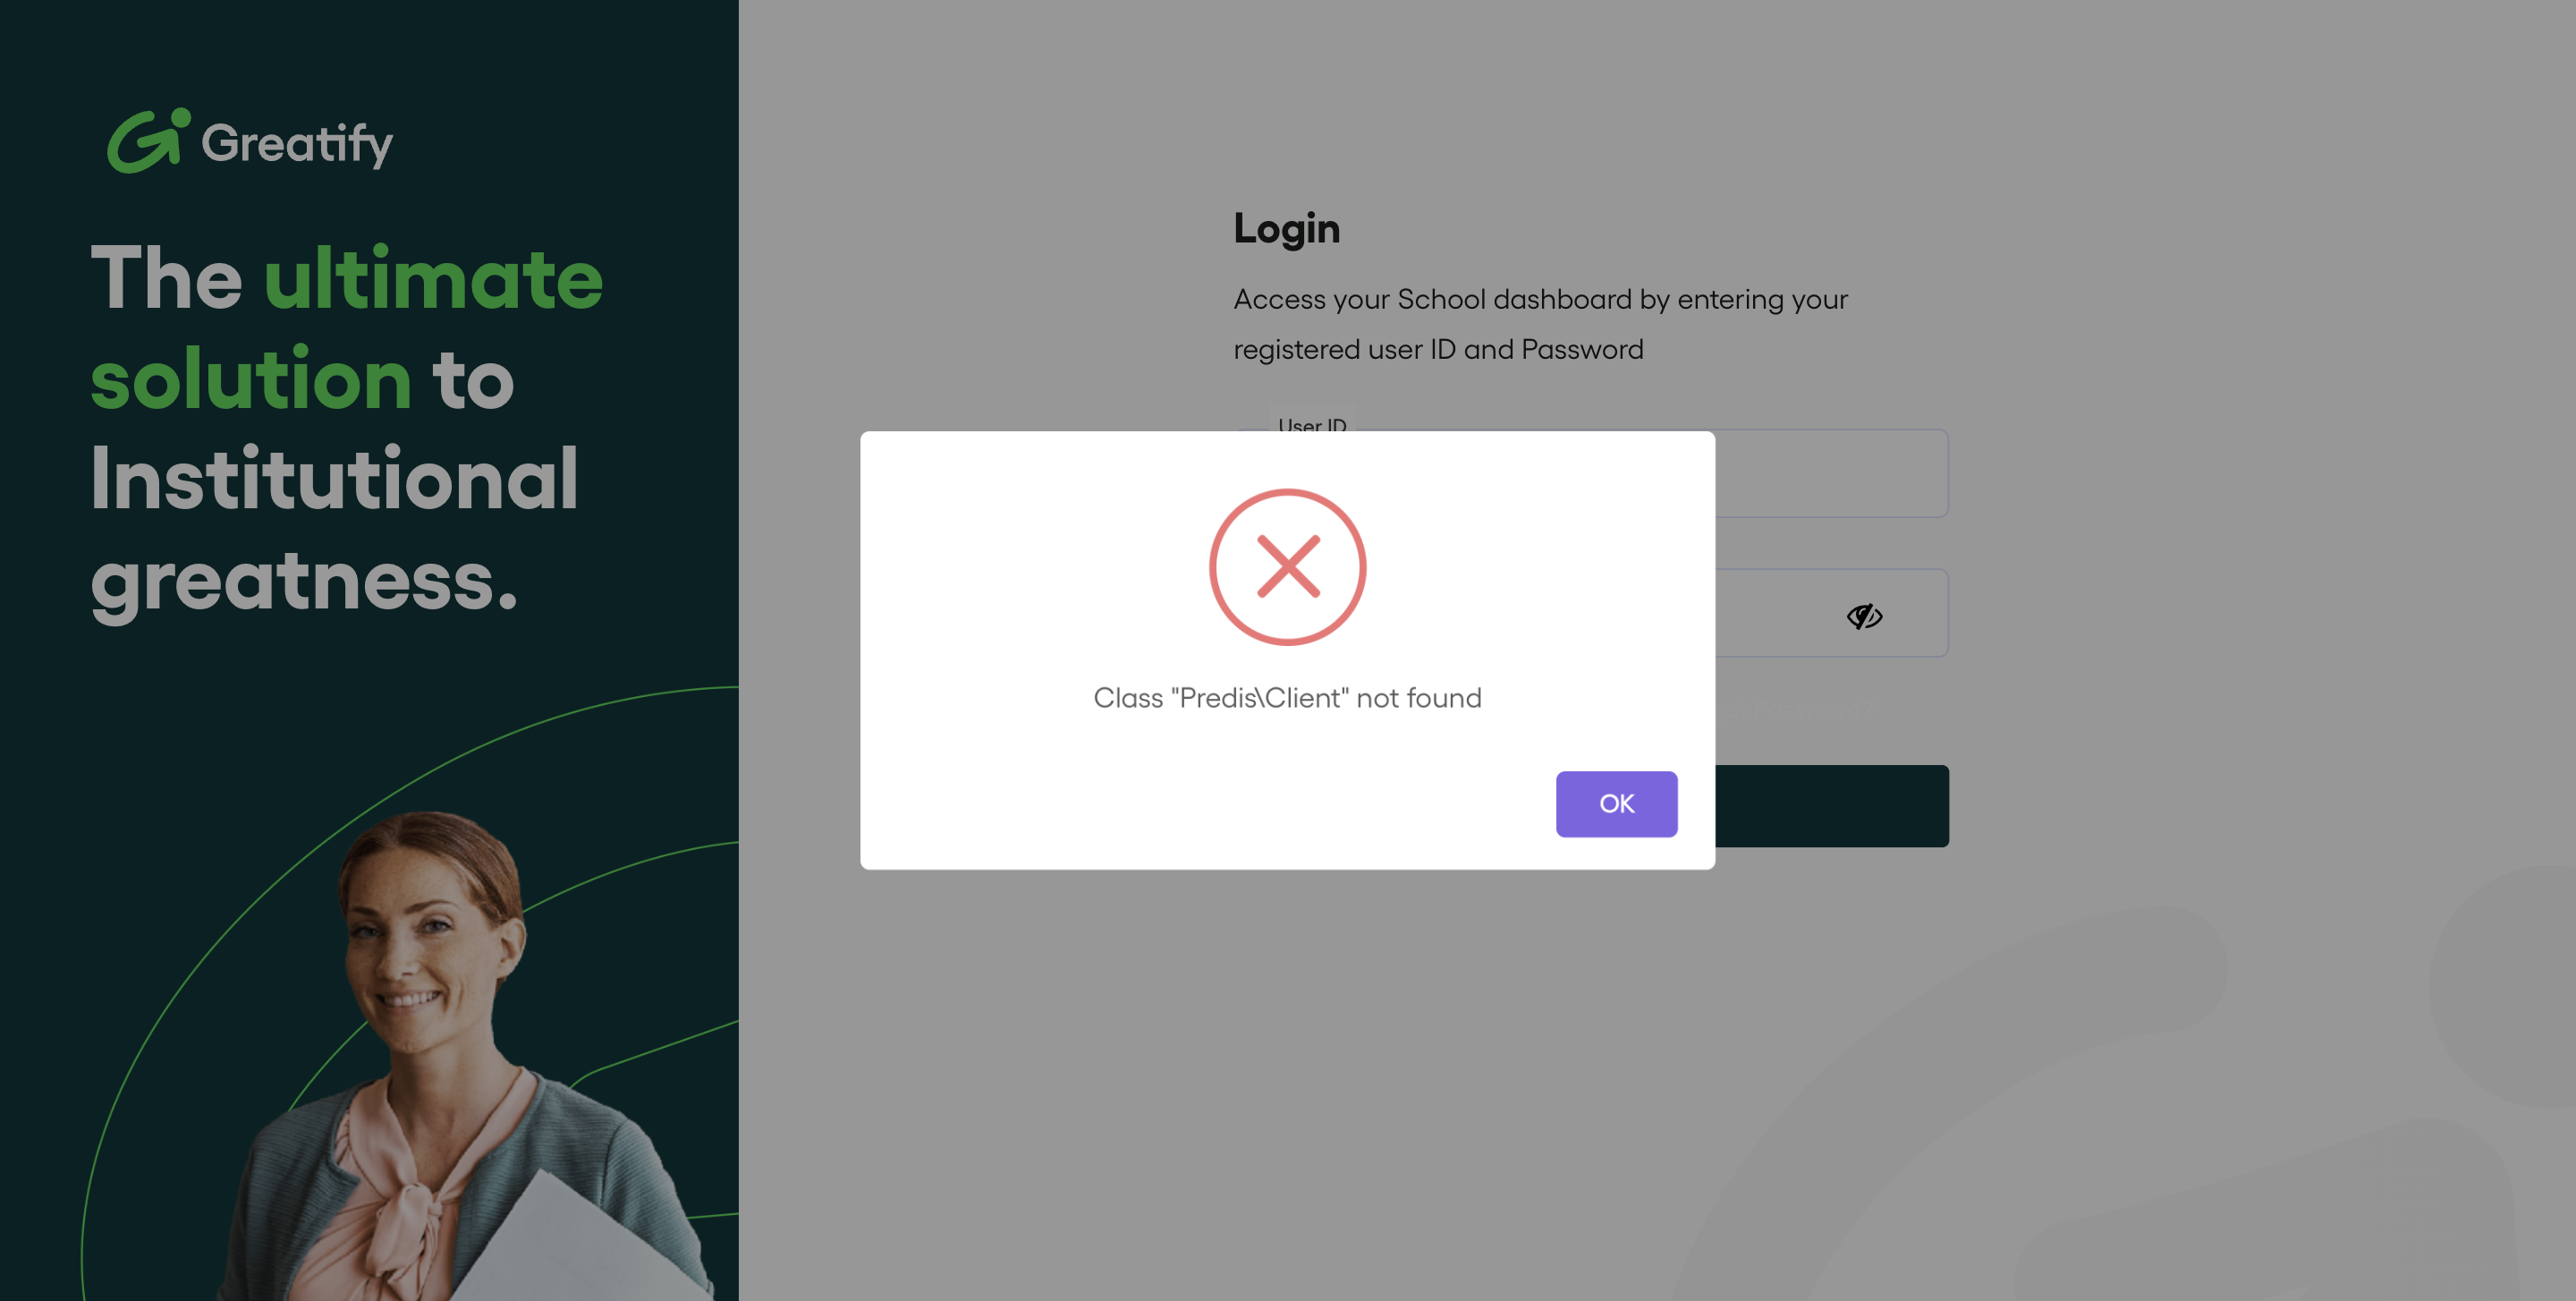 Greatify
The ultimate
solution to
Institutional
greatness.
Login
Access your School dashboard by entering your
registered user ID and Password
User ID
Class "Predis\Client" not found
OK